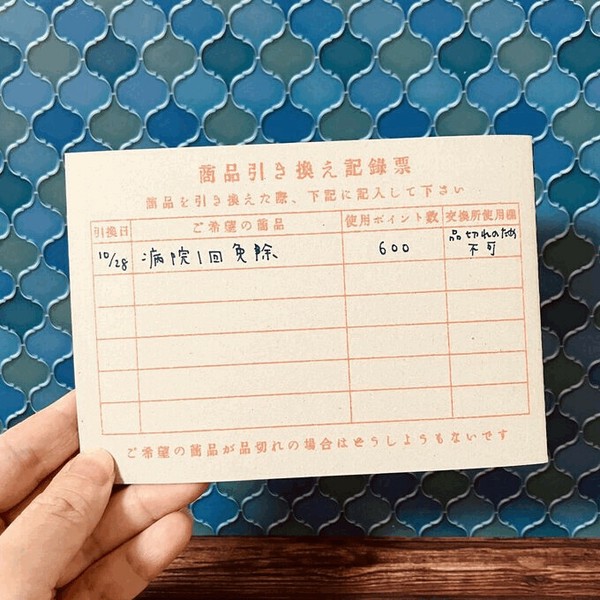 商品引き換え記録票
商品を引き換えた際、下記に記入して下さい
引換日 ご希望の商品 使用ポイント数 交換所使用欄
10/28 病院1回免除 600 品切れのため不可
ご希望の商品が品切れの場合はどうしようもないです